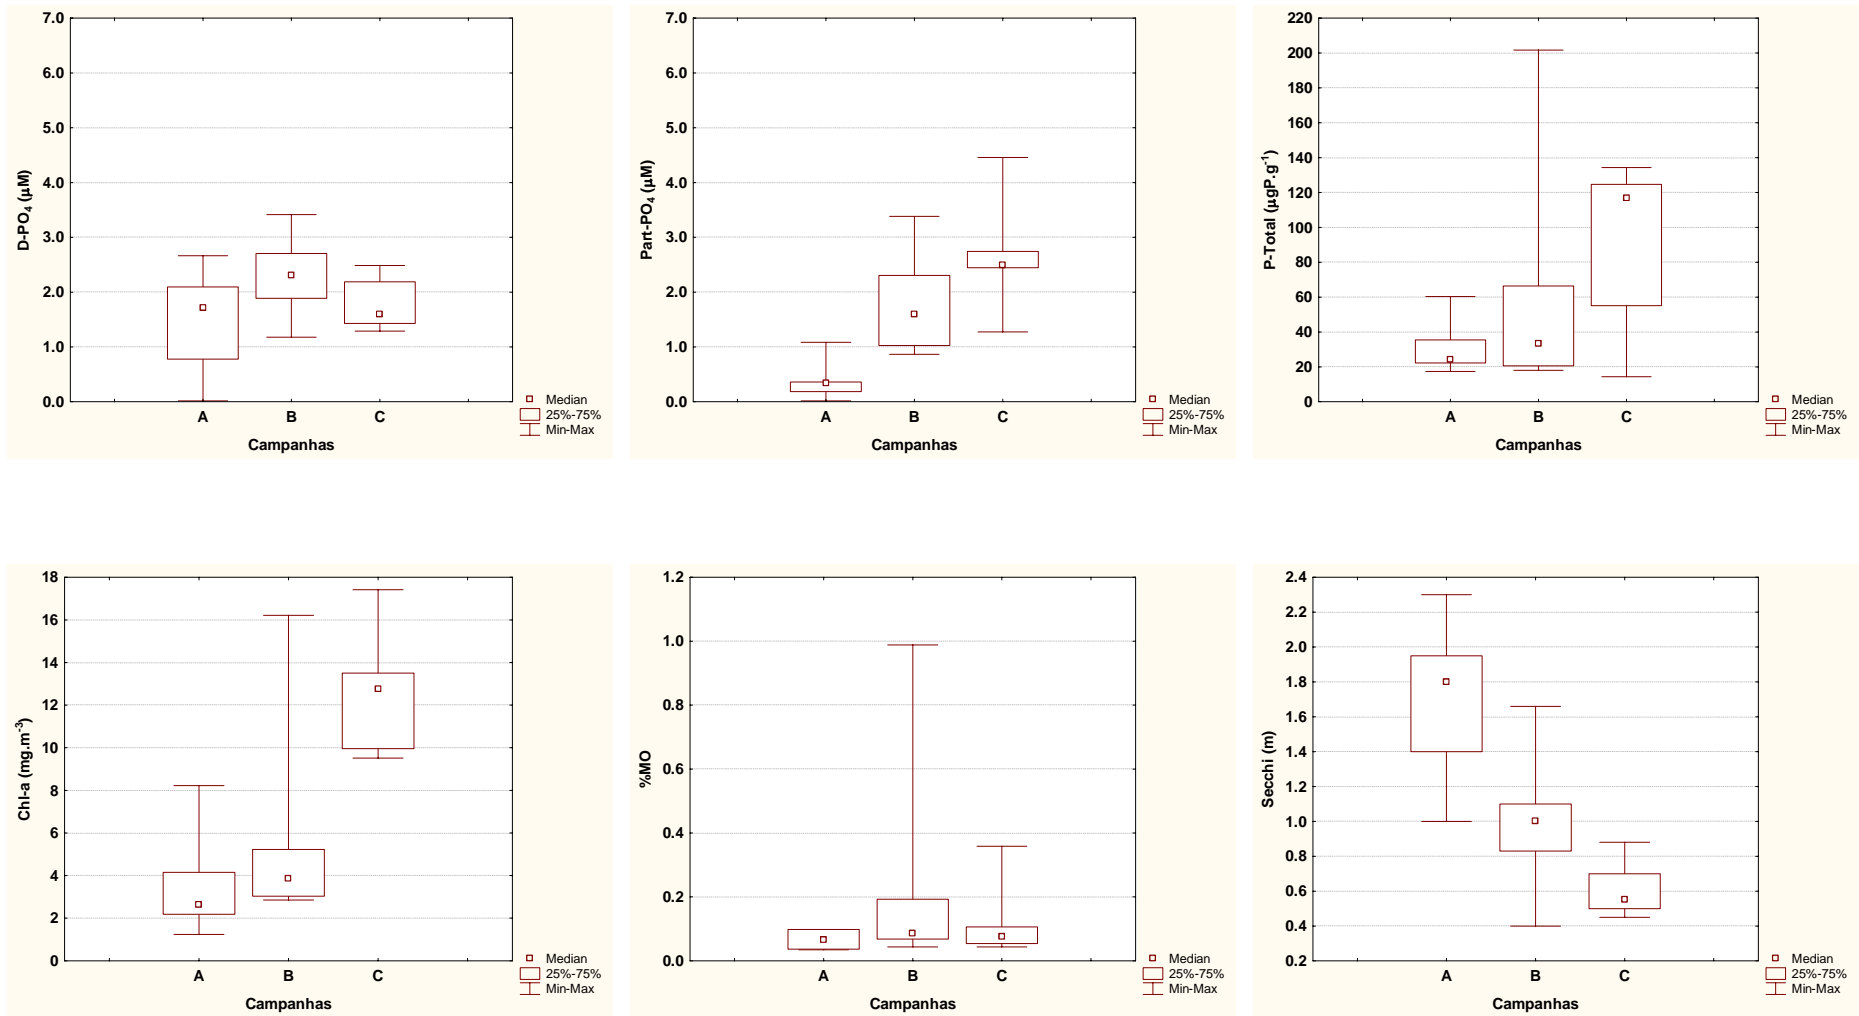 7.0
6.0
5.0
4.0
3.0
2.0
1.0
0.0
D-PO₄ (µM)
A B C
Campanhas
Median
25%-75%
Min-Max
7.0
6.0
5.0
4.0
3.0
2.0
1.0
0.0
Part-PO₄ (µM)
A B C
Campanhas
Median
25%-75%
Min-Max
220
200
180
160
140
120
100
80
60
40
20
0
P-Total (µgP.g⁻¹)
A B C
Campanhas
Median
25%-75%
Min-Max
18
16
14
12
10
8
6
4
2
0
Chl-a (mg.m⁻³)
A B C
Campanhas
Median
25%-75%
Min-Max
1.2
1.0
0.8
0.6
0.4
0.2
0.0
%MO
A B C
Campanhas
Median
25%-75%
Min-Max
2.4
2.2
2.0
1.8
1.6
1.4
1.2
1.0
0.8
0.6
0.4
0.2
Secchi (m)
A B C
Campanhas
Median
25%-75%
Min-Max